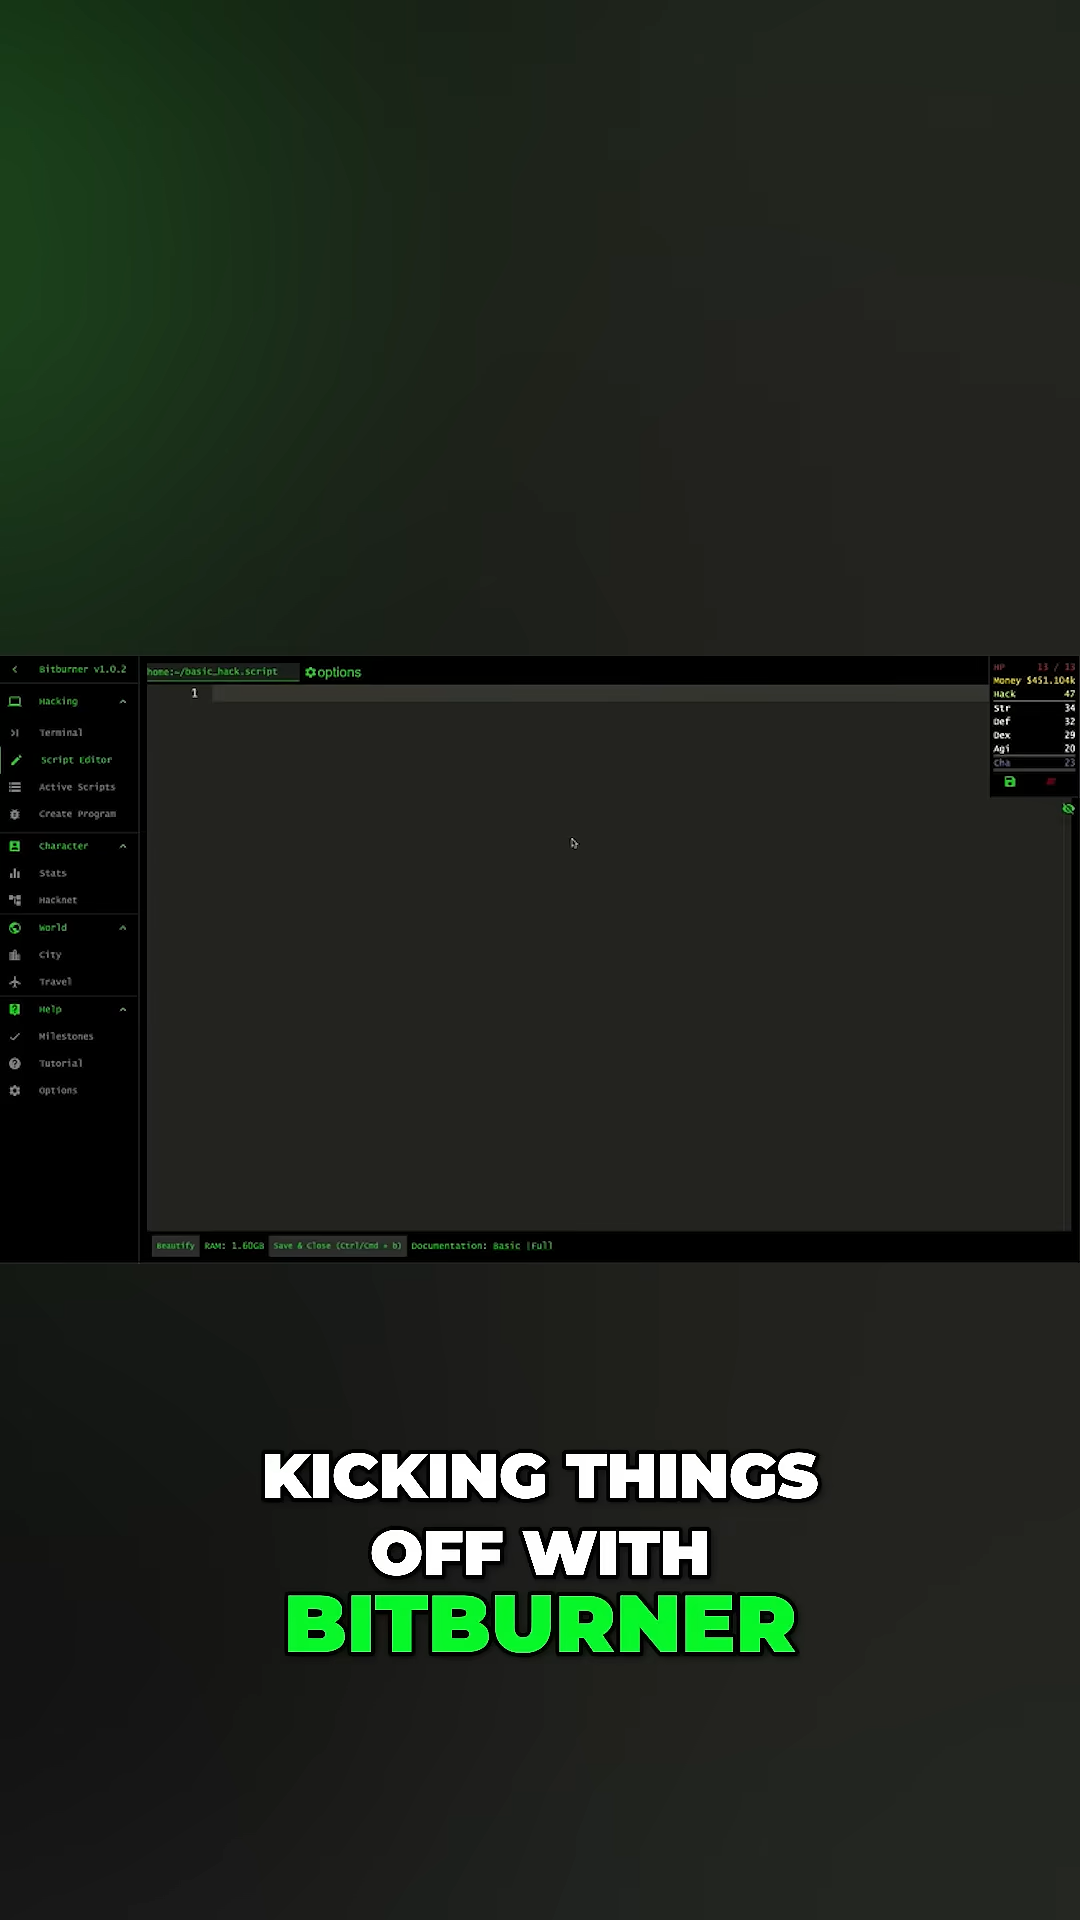 Bitburner v1.0.2
Hacking
Terminal
Script Editor
Active Scripts
Create Program
Character
Stats
Hacknet
World
City
Travel
Help
Milestones
Tutorial
Options
home:~/basic_hack.script
options
1
HP 13 / 13
Money $451.104k
Hack 47
Str 34
Def 32
Dex 29
Agi 20
Cha 23
Beautify RAM: 1.60GB Save & Close (Ctrl/Cmd + b) Documentation: Basic |Full
KICKING THINGS
OFF WITH
BITBURNER